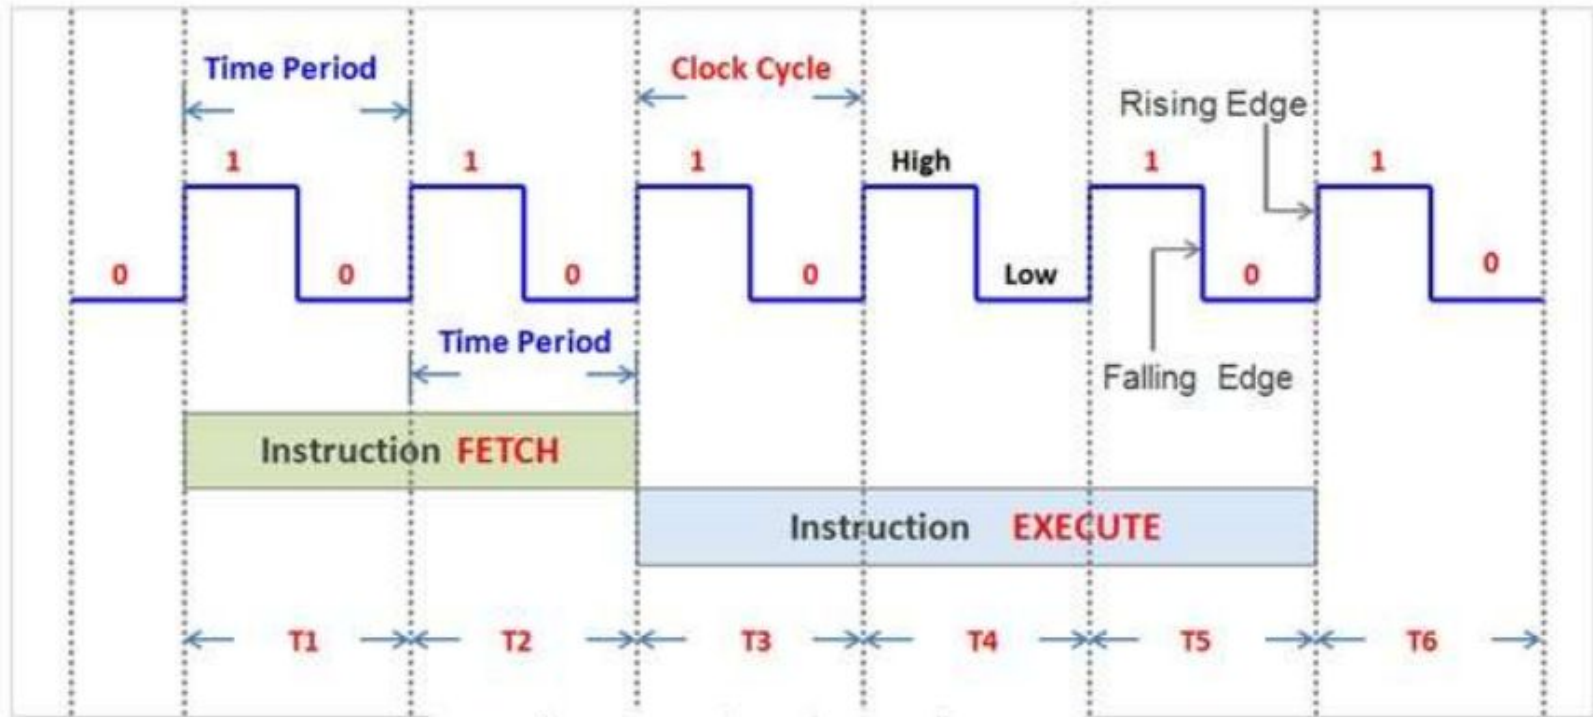 Time Period
Clock Cycle
Rising Edge
1 1 1 High 1 1
0 0 0 0 Low 0 0
Time Period
Falling Edge
Instruction FETCH
Instruction EXECUTE
T1 T2 T3 T4 T5 T6